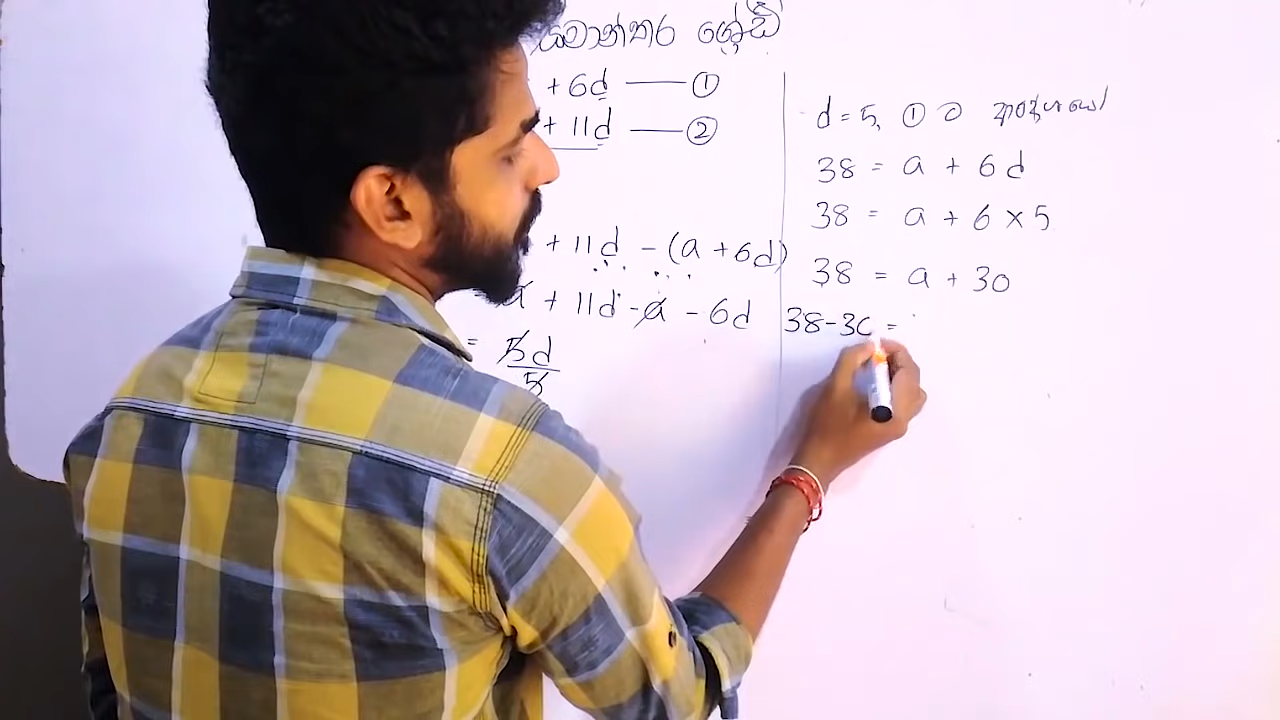 සමාන්තර ශ්‍රේඪි
+ 6d —— ①
+ 11d —— ②
+ 11d - (a + 6d)
a + 11d - a - 6d
= 5d
5
d = 5, ① ට ආදේශයෙන්
38 = a + 6d
38 = a + 6 × 5
38 = a + 30
38-30 =